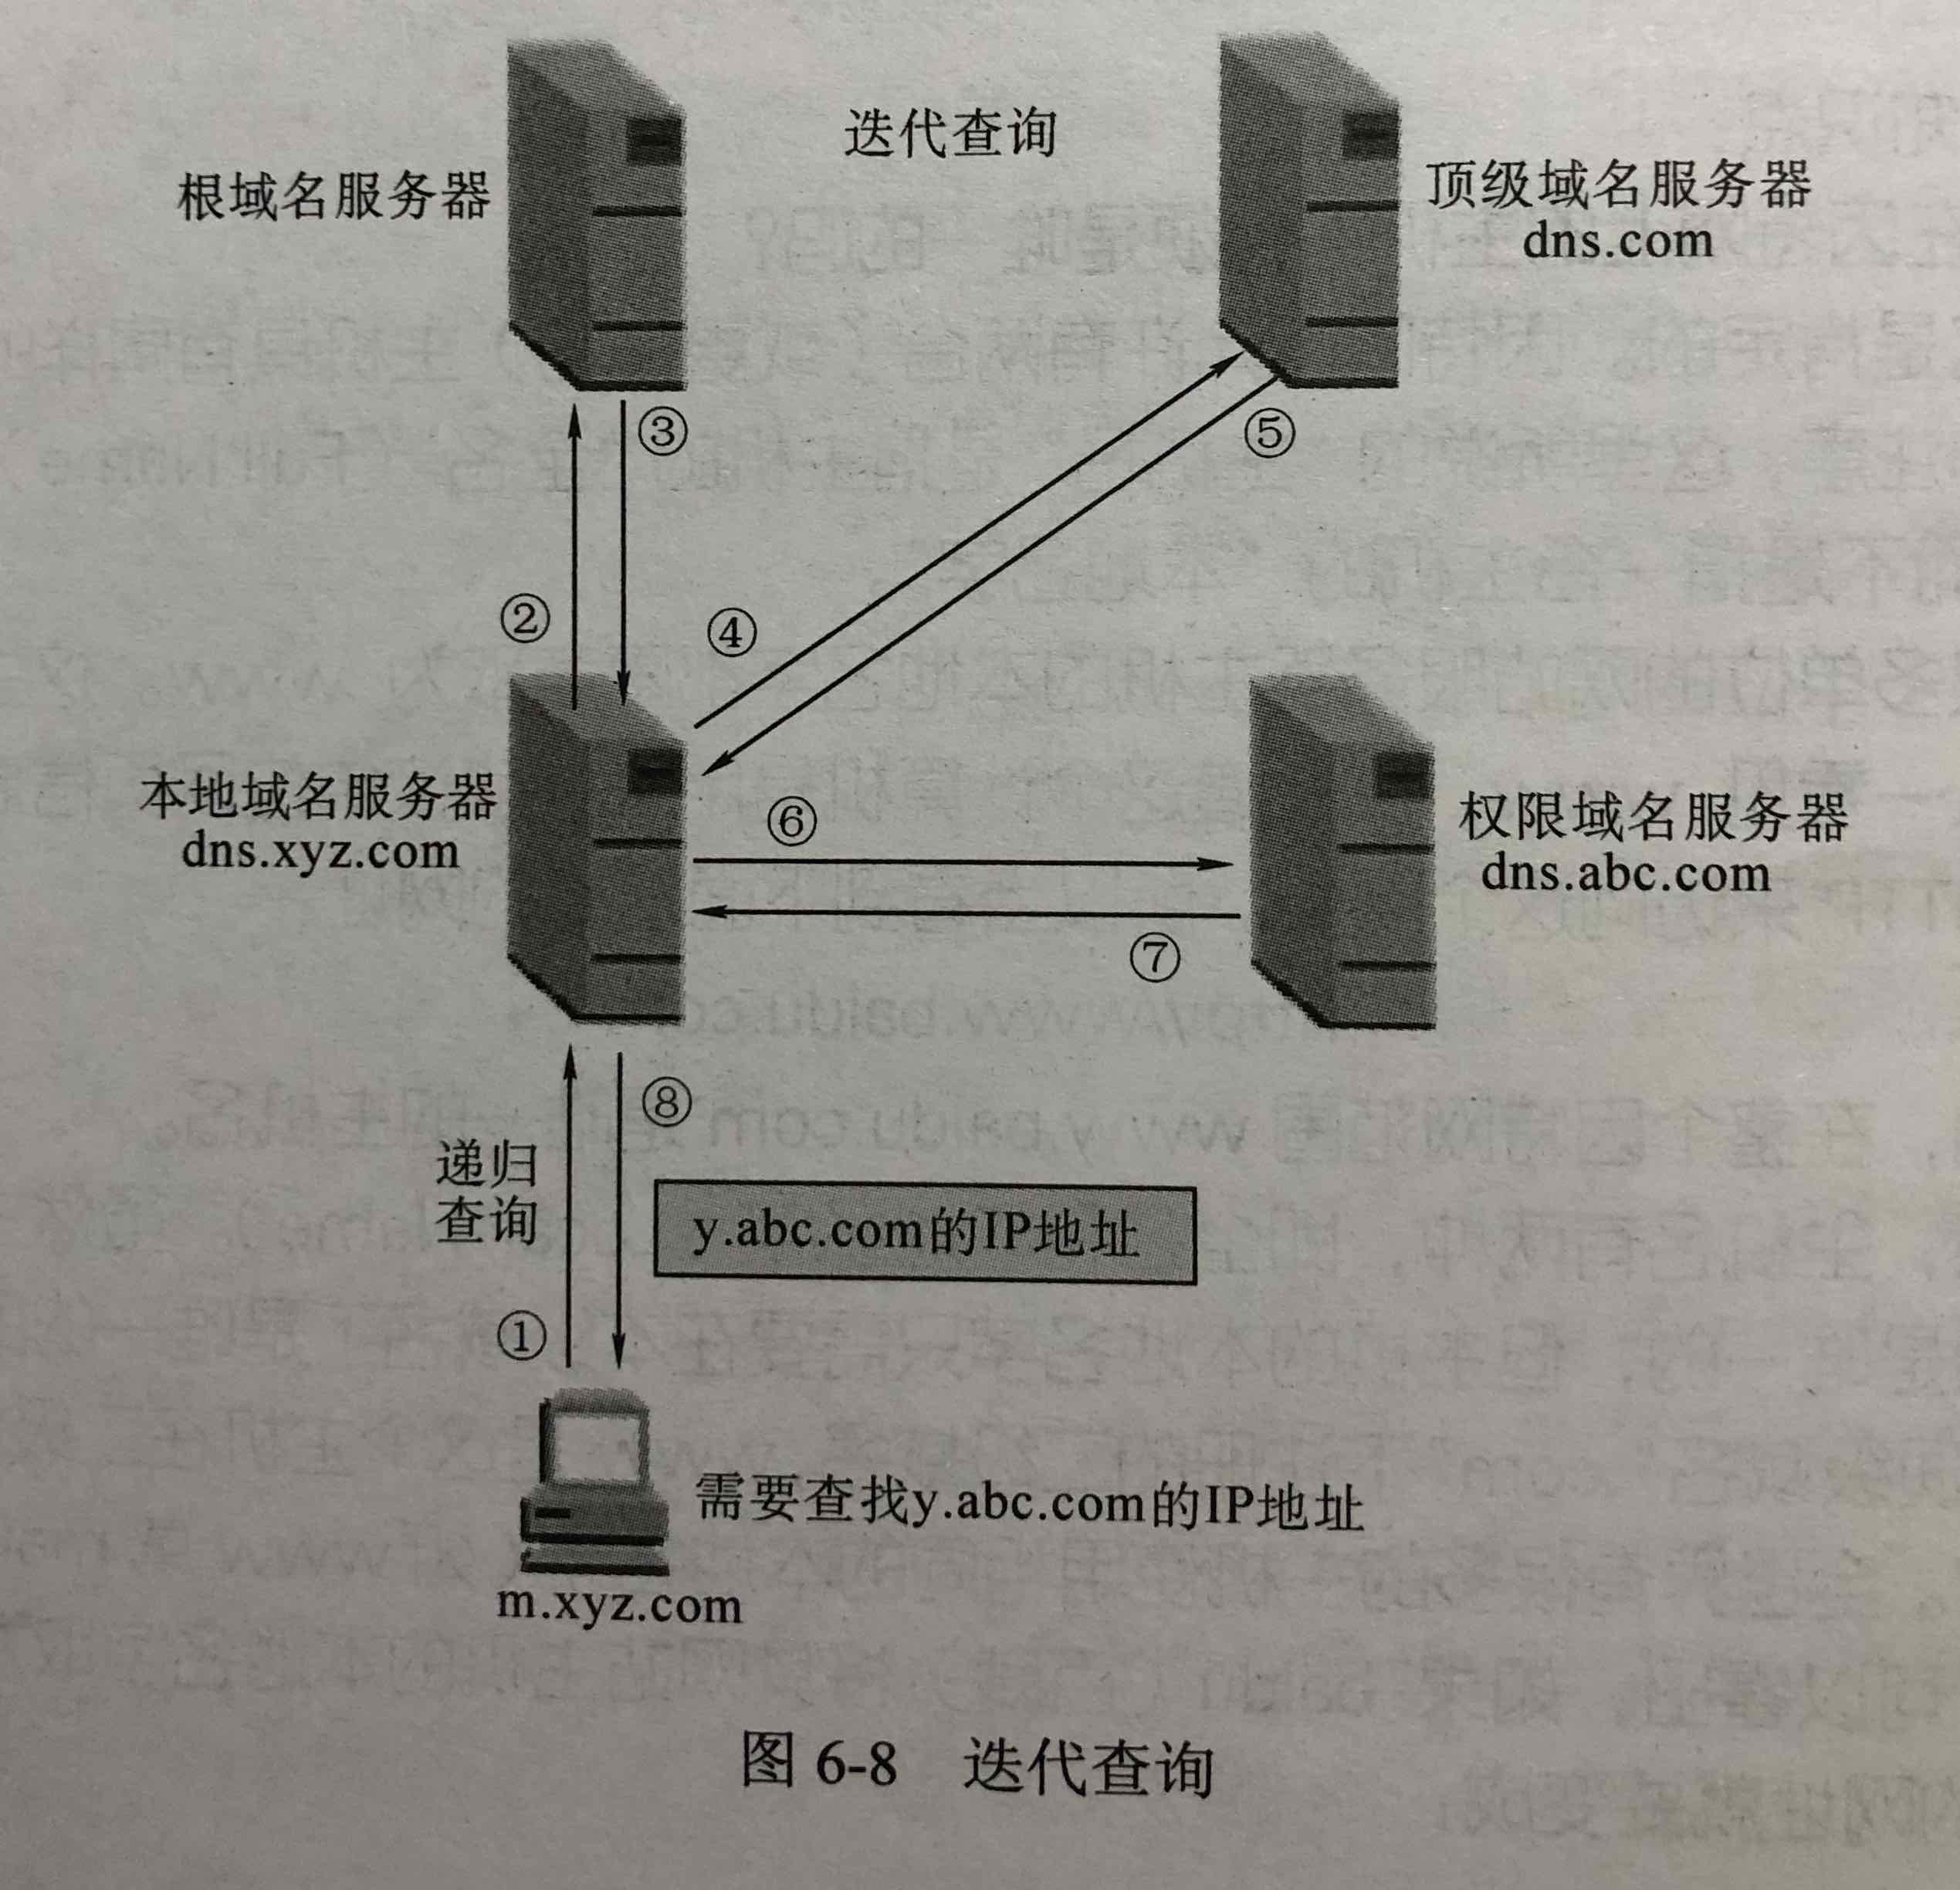 迭代查询
根域名服务器
顶级域名服务器
dns.com
③
⑤
②
④
本地域名服务器
dns.xyz.com
⑥
权限域名服务器
dns.abc.com
⑦
⑧
递归
查询
y.abc.com的IP地址
①
需要查找y.abc.com的IP地址
m.xyz.com
图 6-8 迭代查询